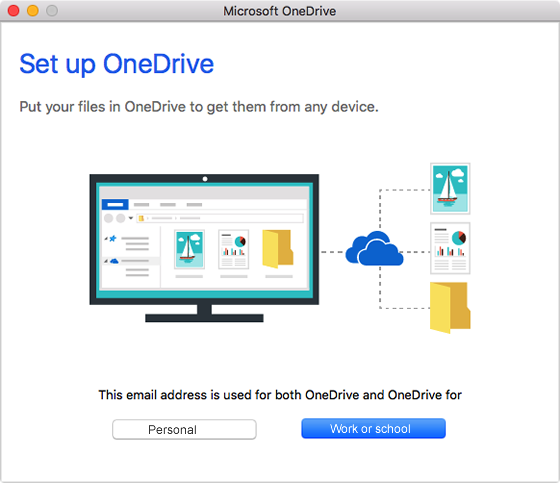 Microsoft OneDrive
Set up OneDrive
Put your files in OneDrive to get them from any device.
This email address is used for both OneDrive and OneDrive for
Personal
Work or school